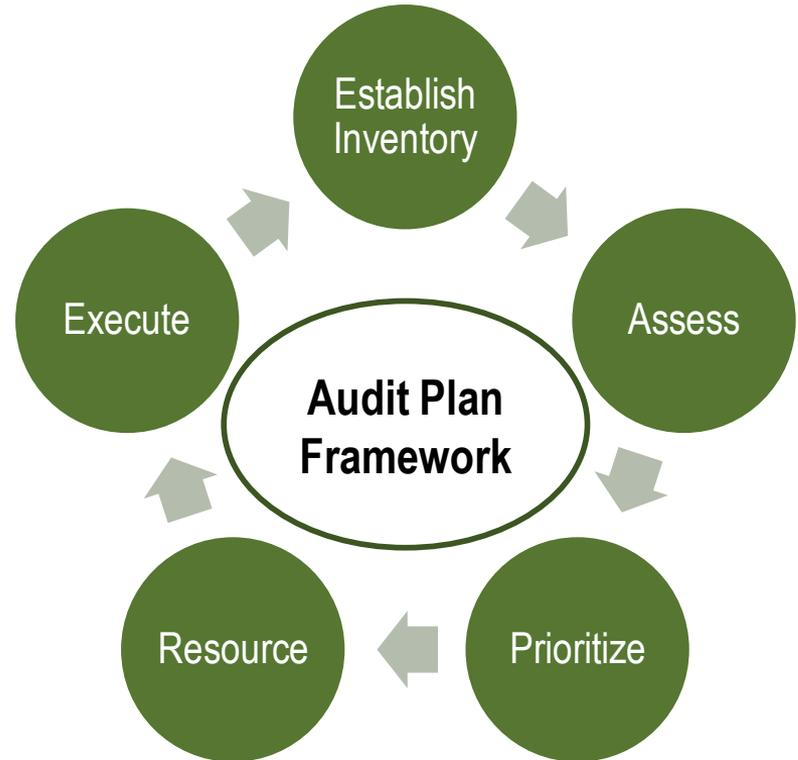 Establish
Inventory
Assess
Prioritize
Resource
Execute
Audit Plan
Framework